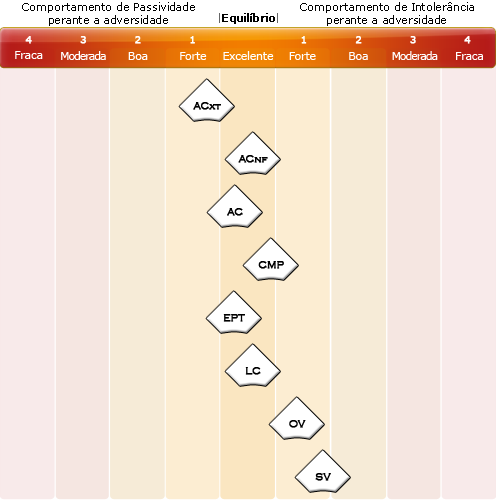 Comportamento de Passividade
perante a adversidade
|Equilíbrio|
Comportamento de Intolerância
perante a adversidade
4 3 2 1 1 2 3 4
Fraca Moderada Boa Forte Excelente Forte Boa Moderada Fraca
ACXT
ACNF
AC
CMP
EPT
LC
OV
SV